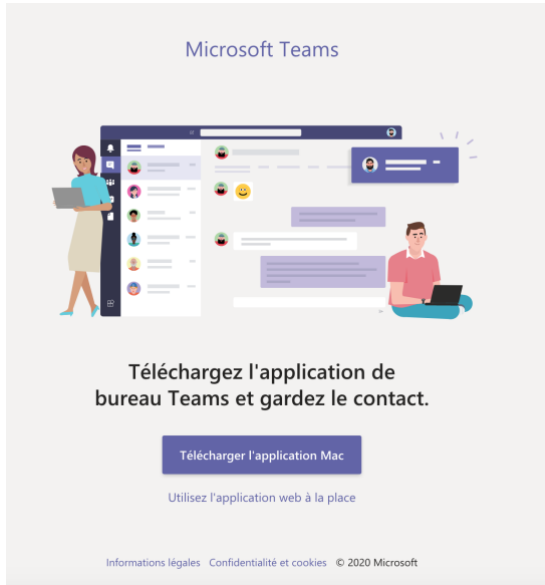 Microsoft Teams
Téléchargez l'application de
bureau Teams et gardez le contact.
Télécharger l'application Mac
Utilisez l'application web à la place
Informations légales Confidentialité et cookies © 2020 Microsoft